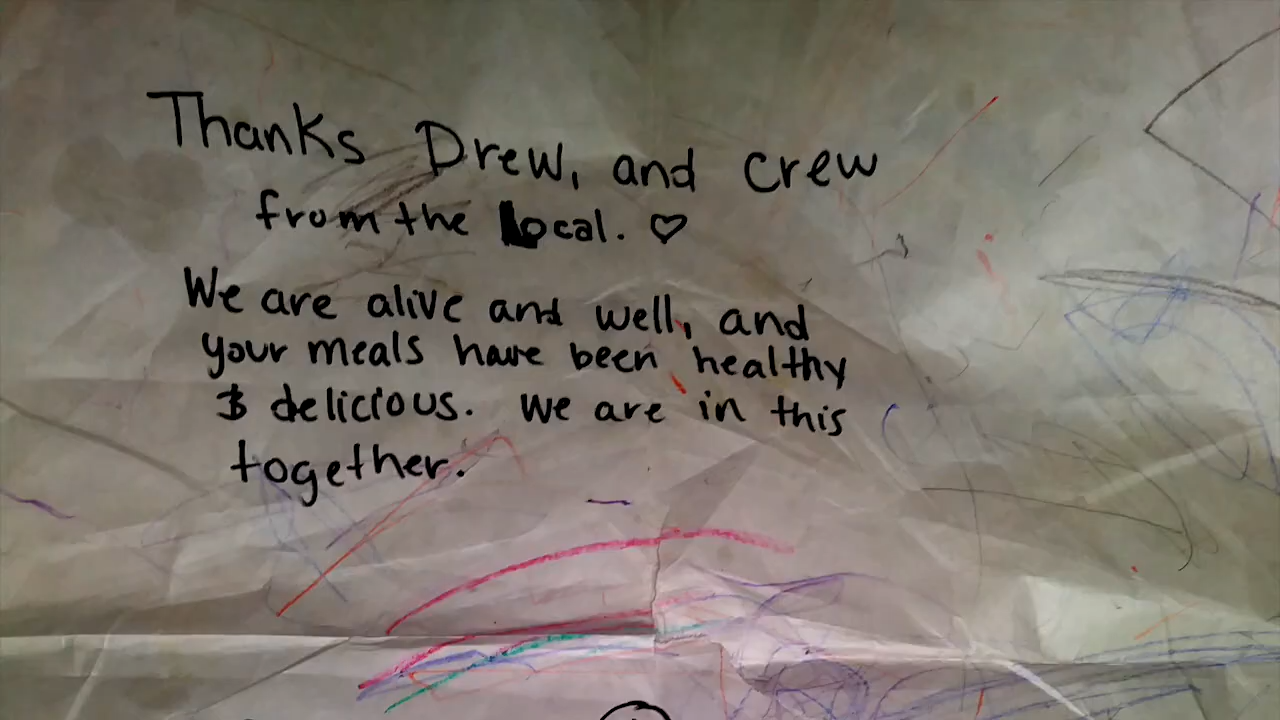 Thanks Drew, and crew
from the Local. ♡
We are alive and well, and
your meals have been healthy
& delicious. We are in this
together.